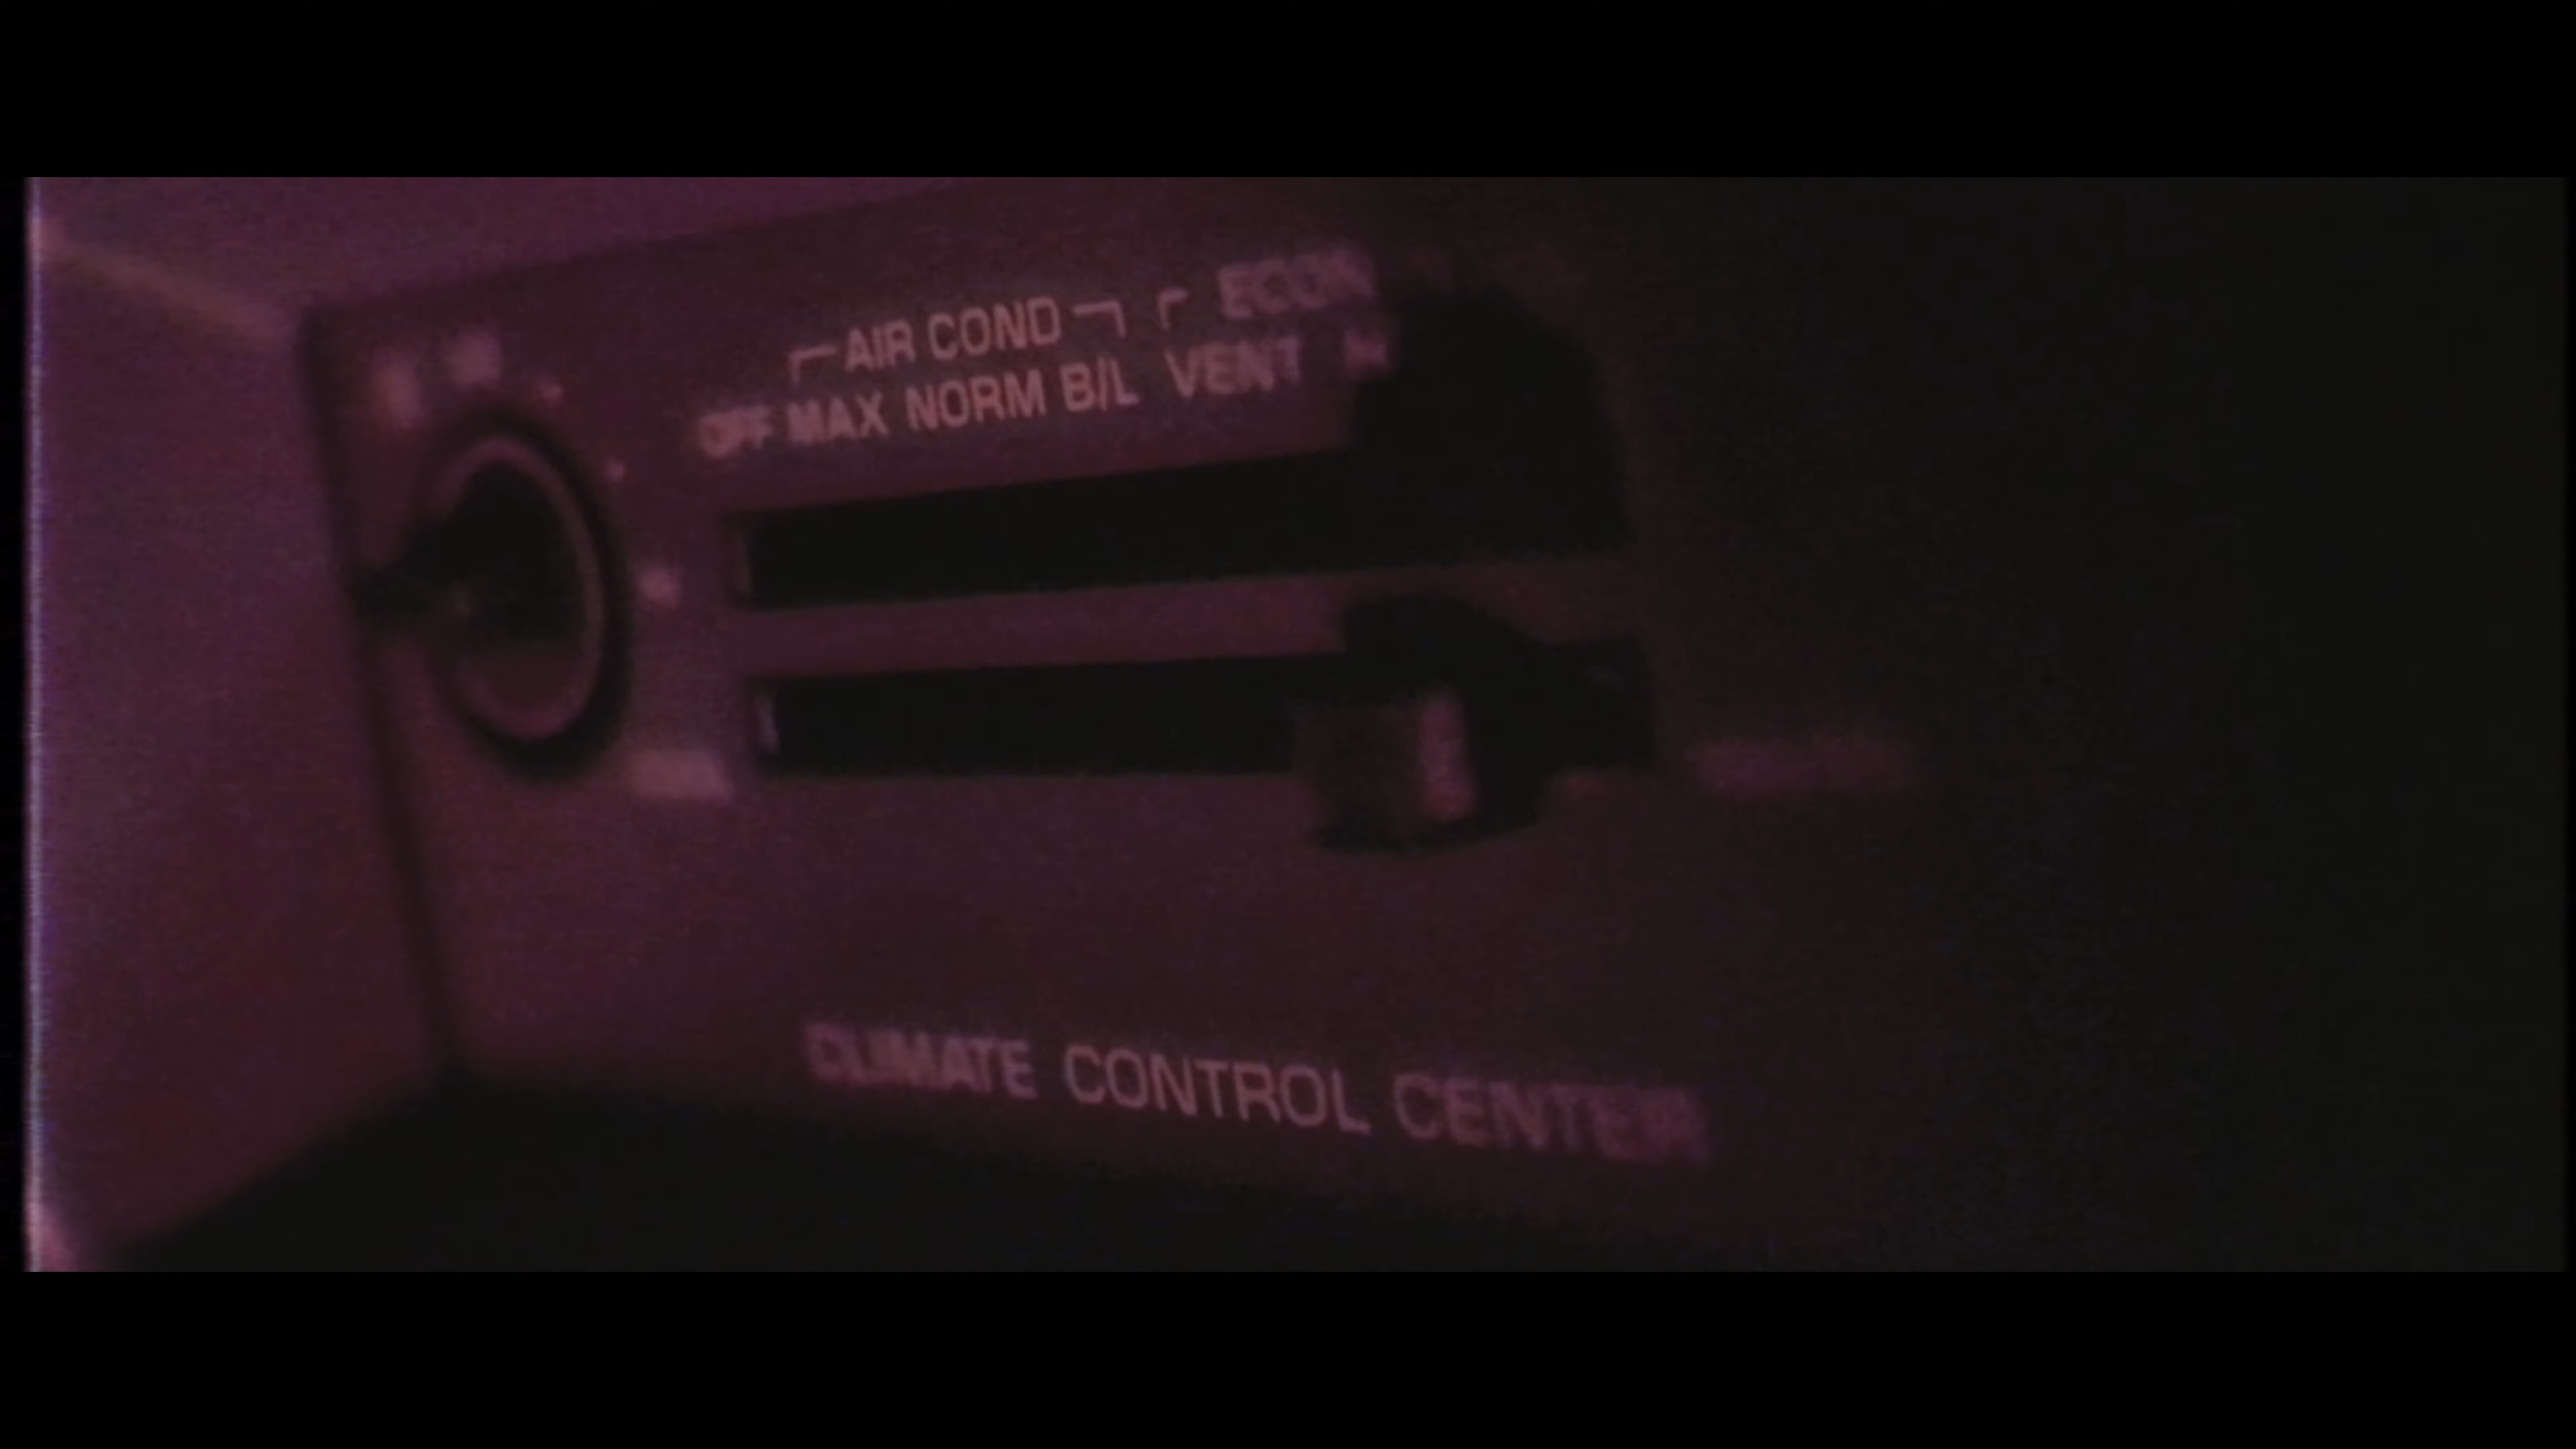 AIR COND ECON
OFF MAX NORM B/L VENT
CLIMATE CONTROL CENTER